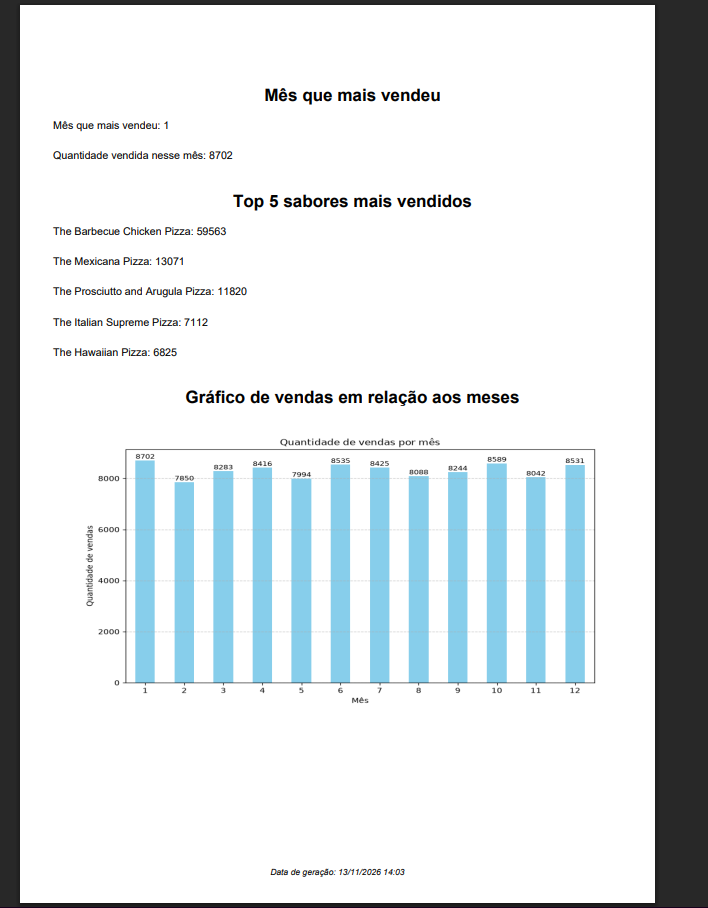 Mês que mais vendeu
Mês que mais vendeu: 1
Quantidade vendida nesse mês: 8702
Top 5 sabores mais vendidos
The Barbecue Chicken Pizza: 59563
The Mexicana Pizza: 13071
The Prosciutto and Arugula Pizza: 11820
The Italian Supreme Pizza: 7112
The Hawaiian Pizza: 6825
Gráfico de vendas em relação aos meses
Quantidade de vendas por mês
8702 7850 8283 8416 7994 8535 8425 8088 8244 8589 8042 8531
8000
6000
4000
2000
0
Quantidade de vendas
1 2 3 4 5 6 7 8 9 10 11 12
Mês
Data de geração: 13/11/2026 14:03